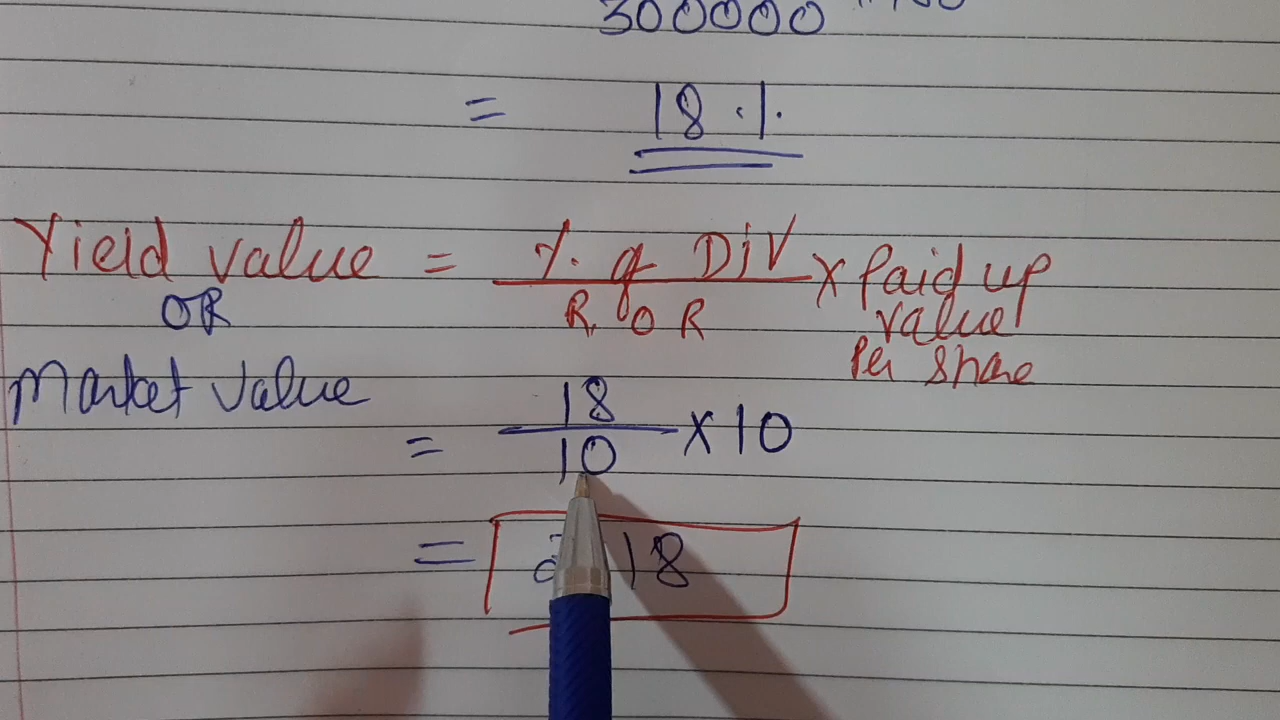 300000
= 18 %
Yield value = % of DiV × Paid up value Per Share
R O R
OR
Market value
= 18 × 10
10
= 18